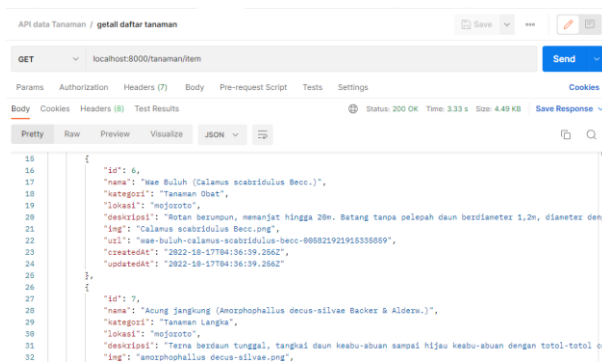 API data Tanaman / getall daftar tanaman
Save
GET localhost:8000/tanaman/item Send
Params Authorization Headers (7) Body Pre-request Script Tests Settings Cookies
Body Cookies Headers (8) Test Results Status: 200 OK Time: 3.33 s Size: 4.49 KB Save Response
Pretty Raw Preview Visualize JSON
15 {
16 "id": 6,
17 "nama": "Wae Buluh (Calamus scabridulus Becc.)",
18 "kategori": "Tanaman Obat",
19 "lokasi": "mojoroto",
20 "deskripsi": "Rotan berumpun, memanjat hingga 20m. Batang tanpa pelepah daun berdiameter 1,2m, diameter den
21 "img": "Calamus scabridulus Becc.png",
22 "url": "wae-buluh-calamus-scabridulus-becc-005821921915335859",
23 "createdAt": "2022-10-17T04:36:39.256Z",
24 "updatedAt": "2022-10-17T04:36:39.256Z"
25 },
26 {
27 "id": 7,
28 "nama": "Acung jangkung (Amorphophallus decus-silvae Backer & Alderw.)",
29 "kategori": "Tanaman Langka",
30 "lokasi": "mojoroto",
31 "deskripsi": "Terna berdaun tunggal, tangkai daun keabu-abuan sampai hijau keabu-abuan dengan totol-totol
32 "img": "amorphophallus decus-silvae.png",